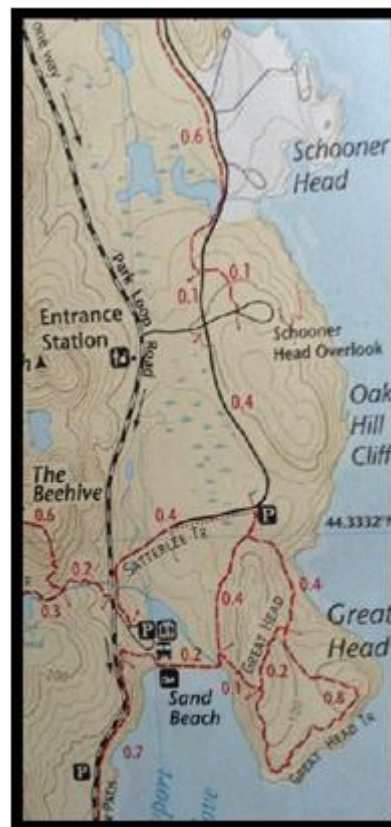 one way
0.6
Schooner
Head
Park Loop Road
0.1
0.1
Entrance
Station
Schooner
Head Overlook
0.4
Oak
Hill
Cliff
The
Beehive
P
0.6
0.4
SATTERLEE TR
44.3332°N
0.2
0.3
0.4
0.4
GREAT HEAD
Great
Head
P
0.2
0.1
0.2
0.8
Sand
Beach
GREAT HEAD TR
100
200
0.7
P
PATH